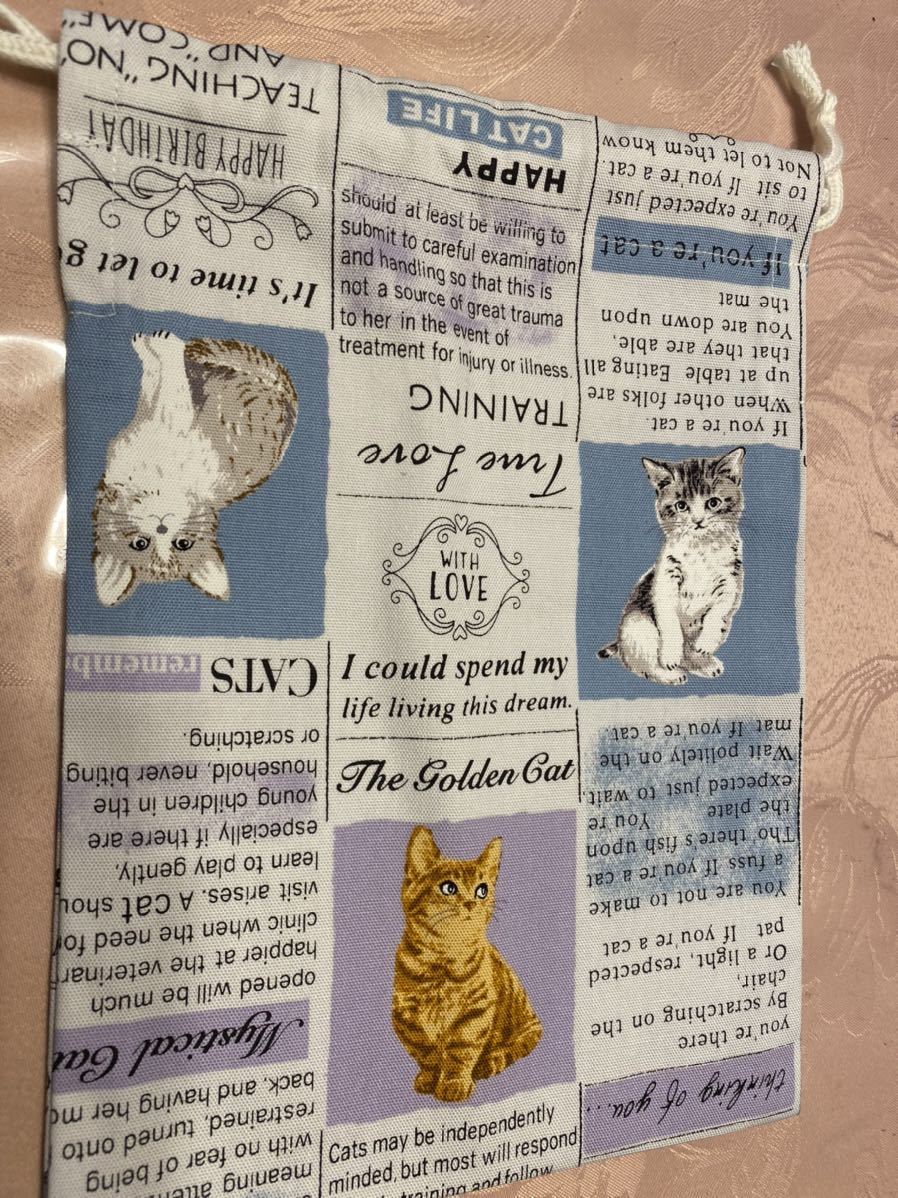 meaning
with no fear of being
restrained, turned onto
back, and having her
Mystical Cat
opened will be much
happier at the
clinic when the need for
visit arises. A Cat
learn to play gently,
especially if there are
young children in the
household, never biting
or scratching.
CATS
It's time to let go
HAPPY BIRTHDAY
TEACHING "NO,"
AND "COME",
HAPPY
CAT LIFE
should at least be willing to
submit to careful examination
and handling so that this is
not a source of great trauma
to her in the event of
treatment for injury or illness.
True Love
TRAINING
WITH
LOVE
I could spend my
life living this dream.
The Golden Cat
Cats may be independently
minded, but most will respond
training and follow
thinking of you...
you're there
By scratching on the
chair,
Or a light, respected
pat If you're a cat
You are not to make
a fuss If you're a cat
Tho' there's fish upon
the plate You're
expected just to wait.
Wait politely on the
mat If you're a cat.
If you're a cat.
When other folks are
up at table Eating all
that they are able,
You are down upon
the mat
If you're a cat
You're expected just
to sit If you're a cat.
Not to let them know